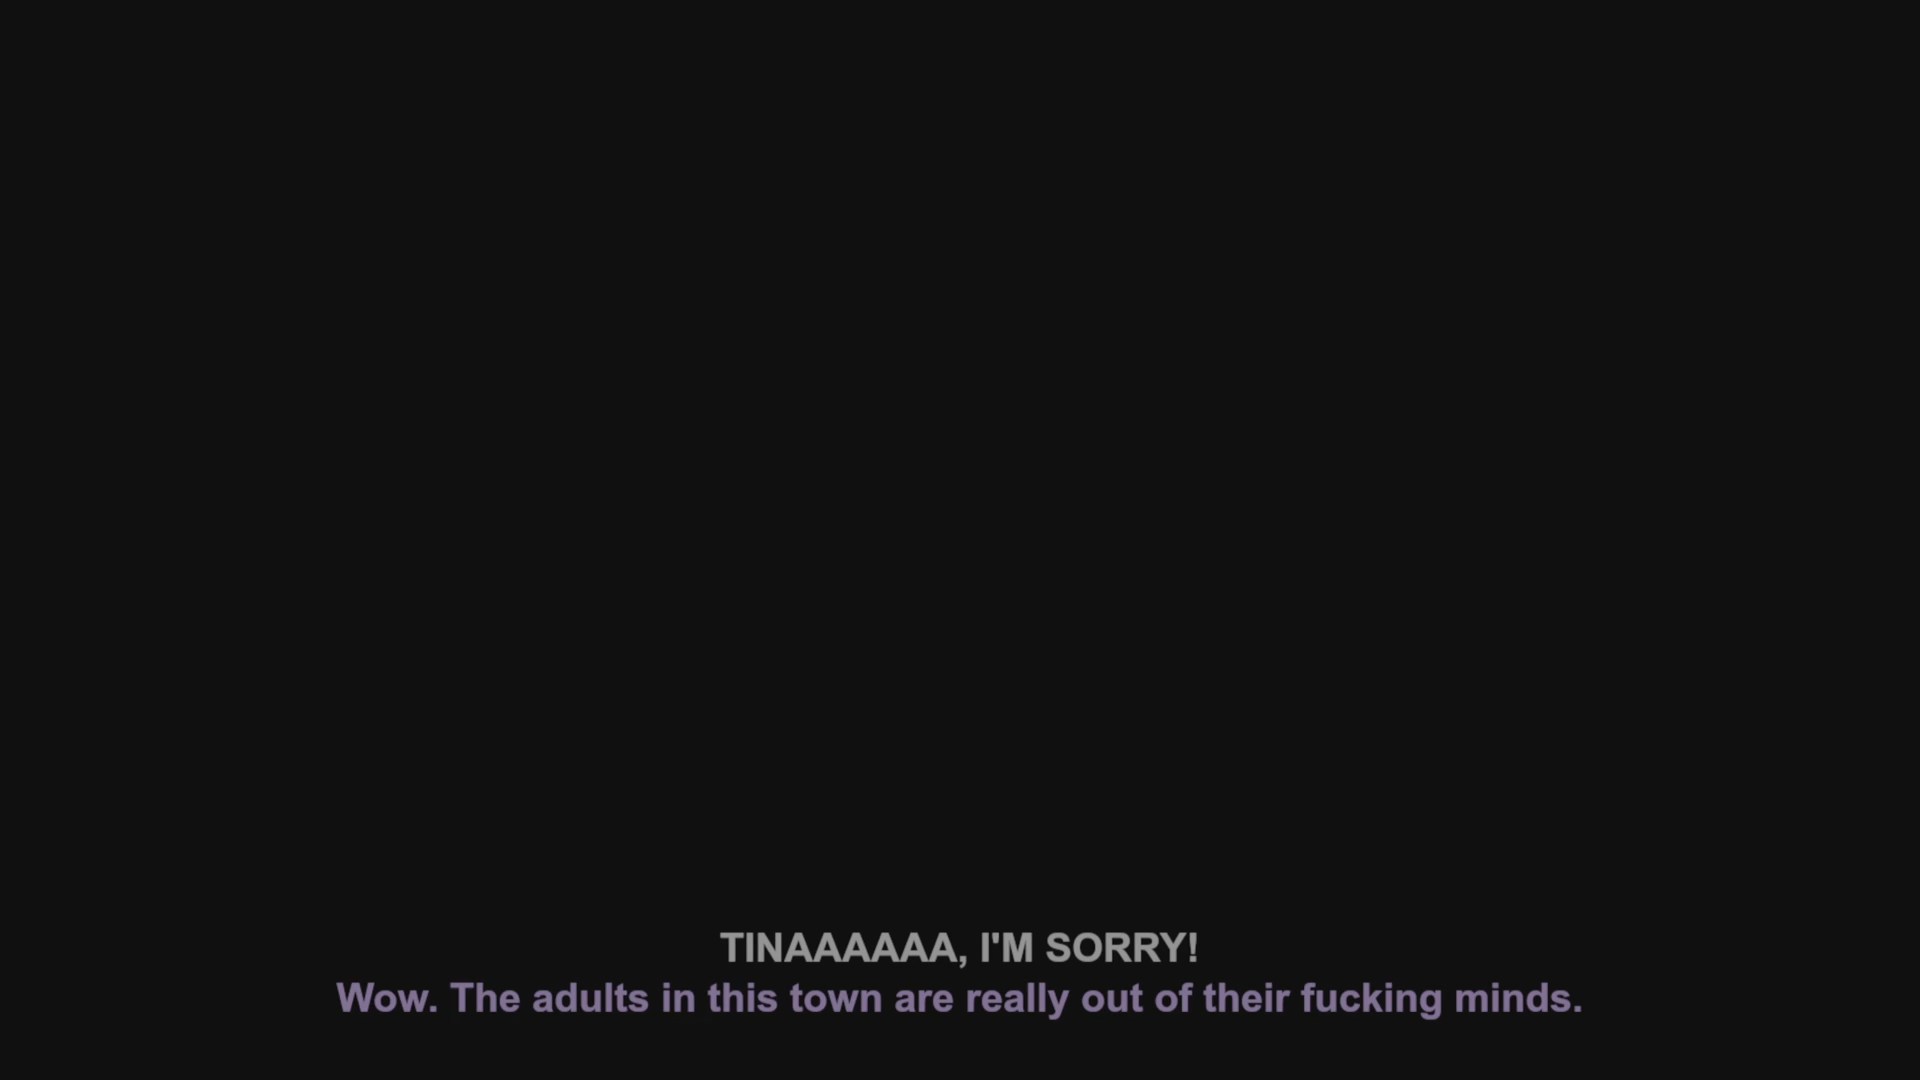 TINAAAAAA, I'M SORRY!
Wow. The adults in this town are really out of their fucking minds.